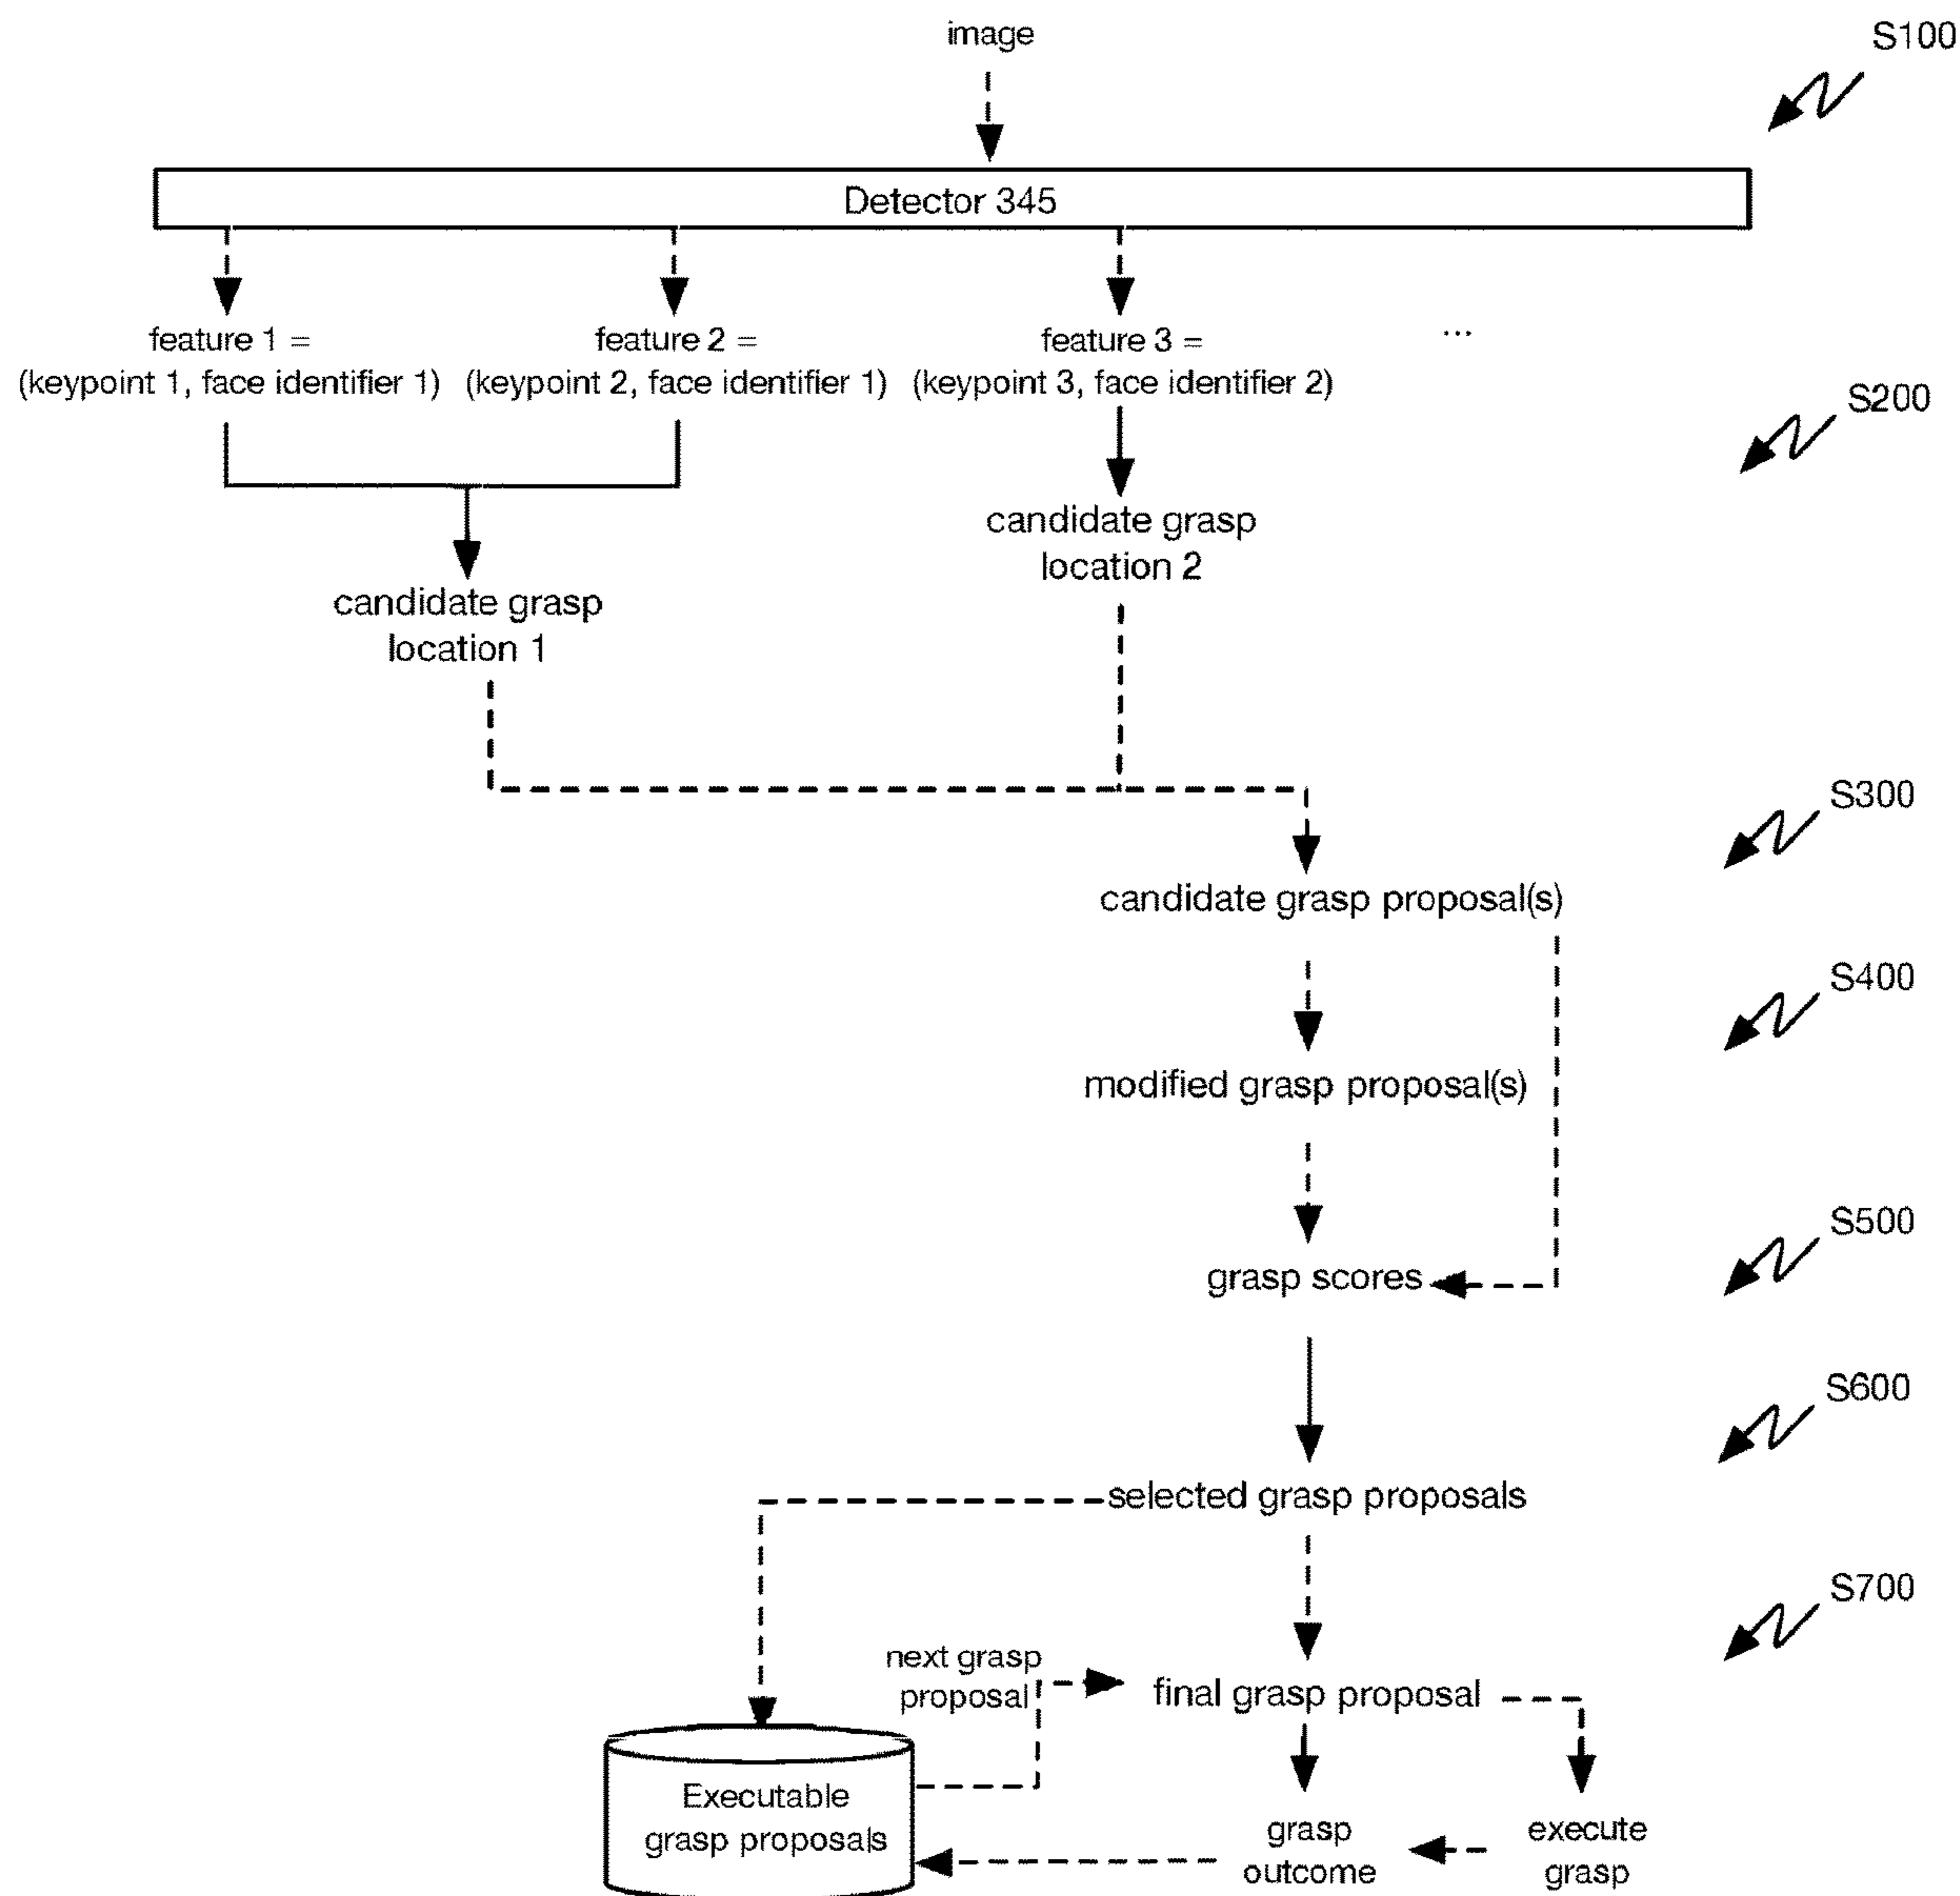 image
S100
Detector 345
feature 1 =
(keypoint 1, face identifier 1)
feature 2 =
(keypoint 2, face identifier 1)
feature 3 =
(keypoint 3, face identifier 2)
...
S200
candidate grasp
location 2
candidate grasp
location 1
S300
candidate grasp proposal(s)
S400
modified grasp proposal(s)
S500
grasp scores
S600
selected grasp proposals
S700
next grasp
proposal
final grasp proposal
Executable
grasp proposals
grasp
outcome
execute
grasp